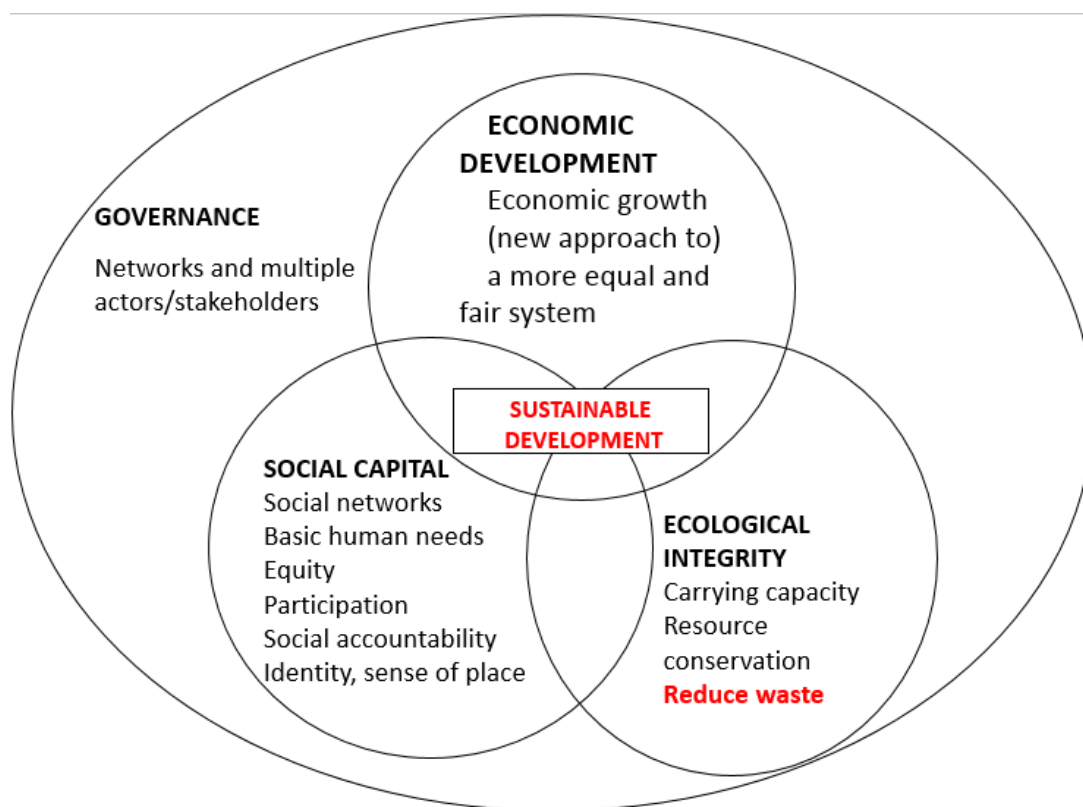 ECONOMIC
DEVELOPMENT
Economic growth
(new approach to)
a more equal and
fair system
GOVERNANCE
Networks and multiple
actors/stakeholders
SUSTAINABLE
DEVELOPMENT
SOCIAL CAPITAL
Social networks
Basic human needs
Equity
Participation
Social accountability
Identity, sense of place
ECOLOGICAL
INTEGRITY
Carrying capacity
Resource
conservation
Reduce waste